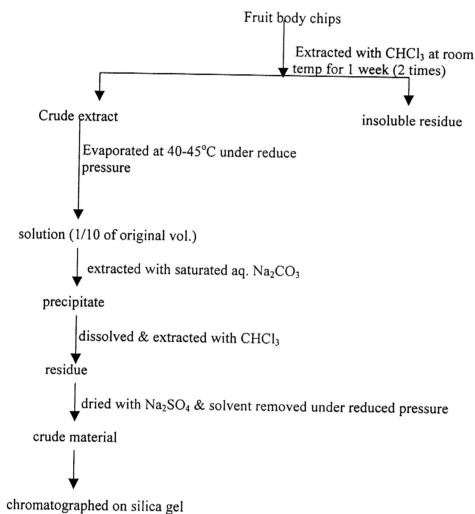 Fruit body chips
Extracted with CHCl₃ at room
temp for 1 week (2 times)
Crude extract
insoluble residue
Evaporated at 40-45°C under reduce
pressure
solution (1/10 of original vol.)
extracted with saturated aq. Na₂CO₃
precipitate
dissolved & extracted with CHCl₃
residue
dried with Na₂SO₄ & solvent removed under reduced pressure
crude material
chromatographed on silica gel